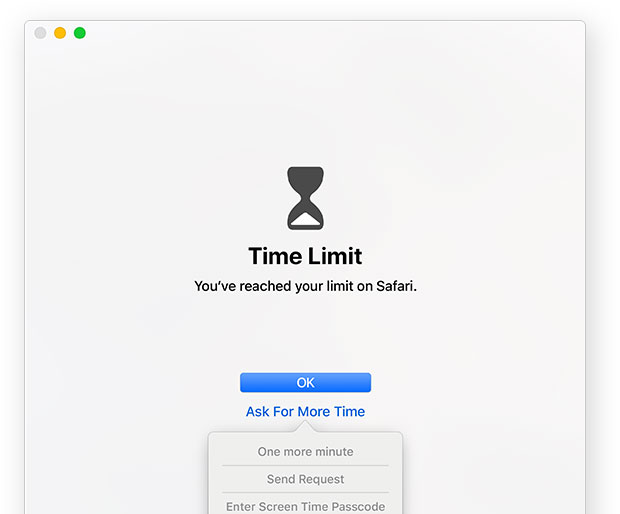 Time Limit
You’ve reached your limit on Safari.
OK
Ask For More Time
One more minute
Send Request
Enter Screen Time Passcode